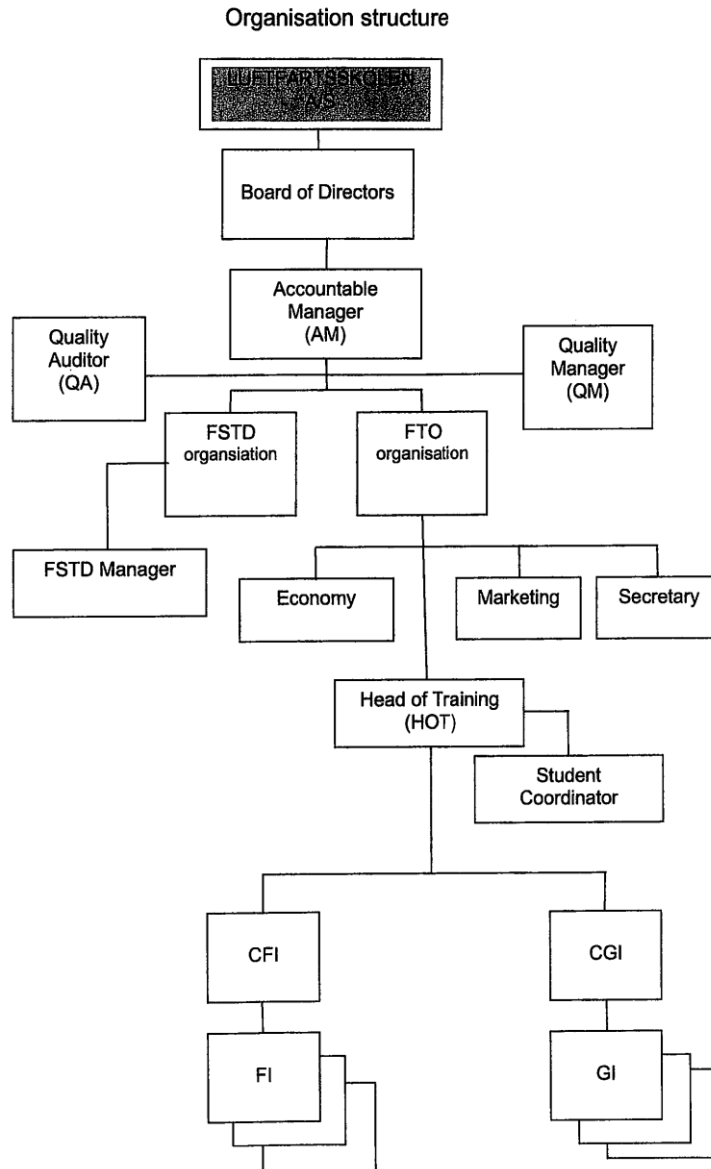 Organisation structure
LUFTFARTSSKOLEN
A/S
Board of Directors
Accountable
Manager
(AM)
Quality
Auditor
(QA)
Quality
Manager
(QM)
FSTD
organsiation
FTO
organisation
FSTD Manager
Economy
Marketing
Secretary
Head of Training
(HOT)
Student
Coordinator
CFI
CGI
FI
GI